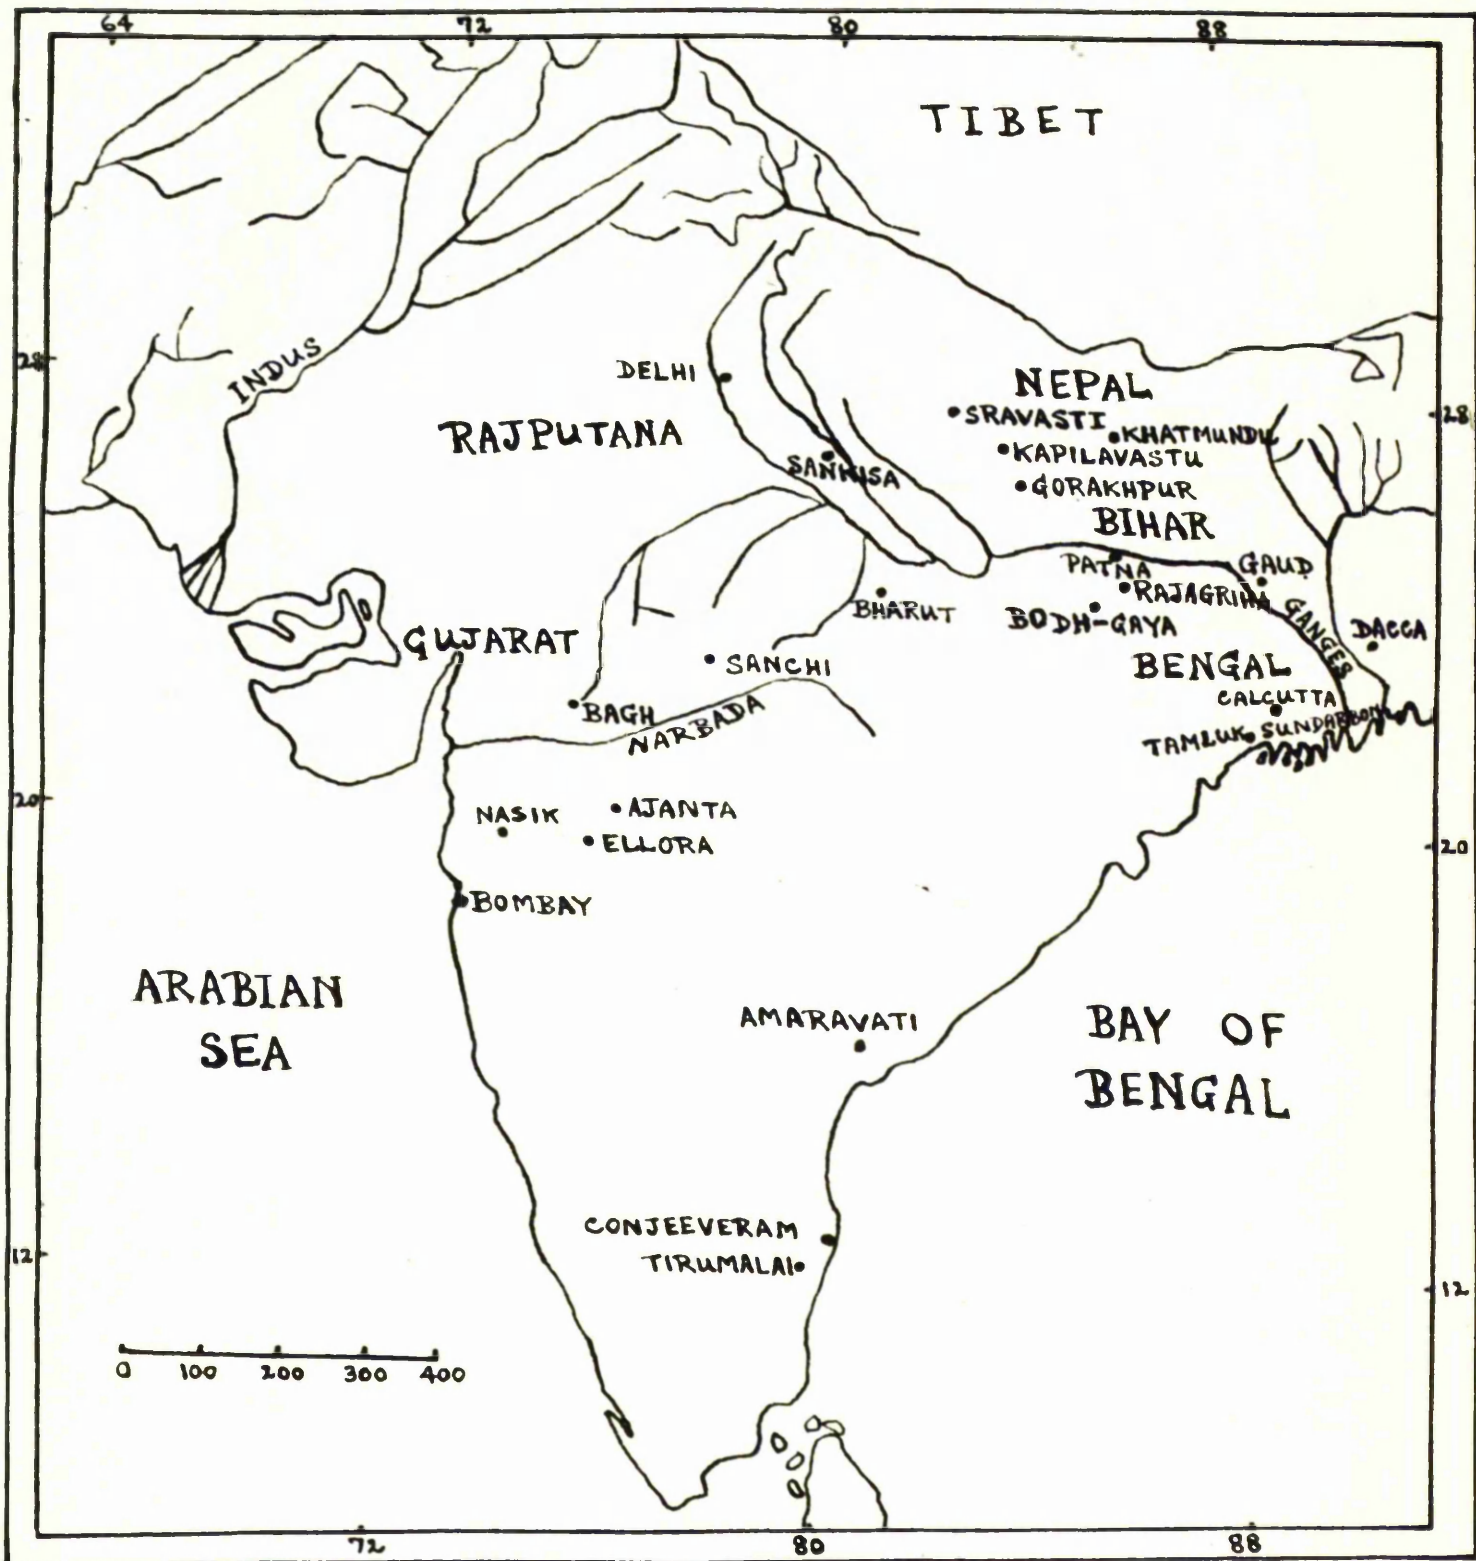 64 72 80 88
TIBET
28
INDUS
DELHI
NEPAL
RAJPUTANA
SRAVASTI
28
KHATMUNDU
KAPILAVASTU
SANKISA
GORAKHPUR
BIHAR
PATNA
GAUD
RAJAGRIHA
BHARUT
BODH-GAYA
GANGES
DACCA
GUJARAT
SANCHI
BENGAL
CALCUTTA
BAGH
NARBADA
TAMLUK
SUNDARBON
20
NASIK
AJANTA
ELLORA
20
BOMBAY
ARABIAN
SEA
AMARAVATI
BAY OF
BENGAL
CONJEEVERAM
12
TIRUMALAI
12
0 100 200 300 400
72 80 88